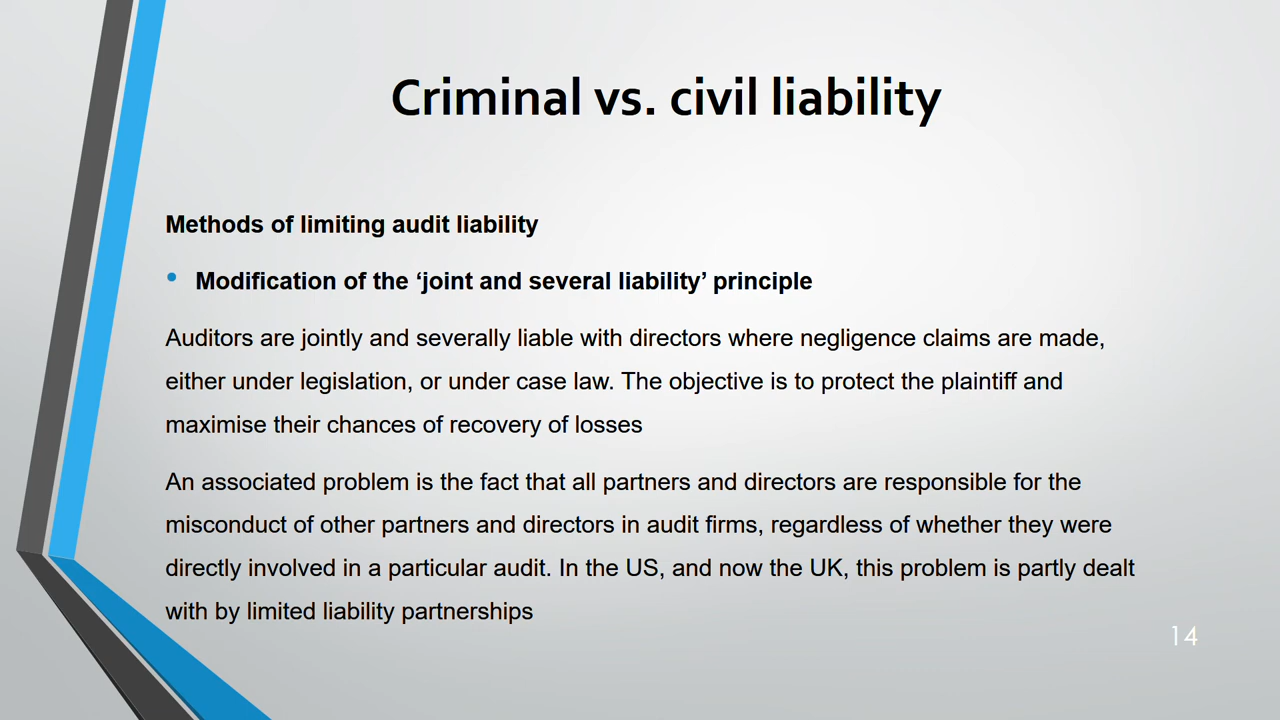 Criminal vs. civil liability
Methods of limiting audit liability
• Modification of the ‘joint and several liability’ principle
Auditors are jointly and severally liable with directors where negligence claims are made,
either under legislation, or under case law. The objective is to protect the plaintiff and
maximise their chances of recovery of losses
An associated problem is the fact that all partners and directors are responsible for the
misconduct of other partners and directors in audit firms, regardless of whether they were
directly involved in a particular audit. In the US, and now the UK, this problem is partly dealt
with by limited liability partnerships
14